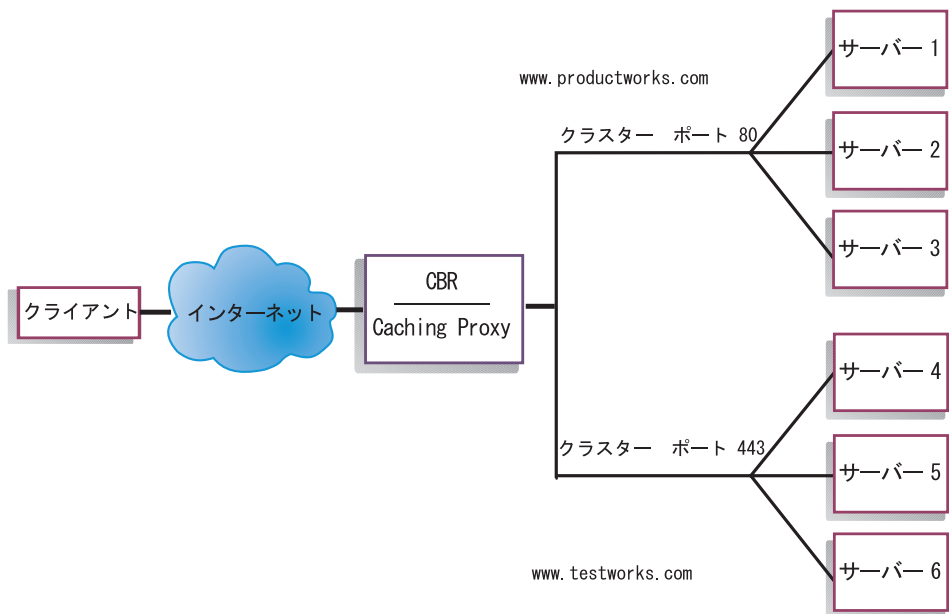 サーバー 1
www.productworks.com
クラスター　ポート 80
サーバー 2
サーバー 3
CBR
Caching Proxy
クライアント
インターネット
サーバー 4
クラスター　ポート 443
サーバー 5
サーバー 6
www.testworks.com